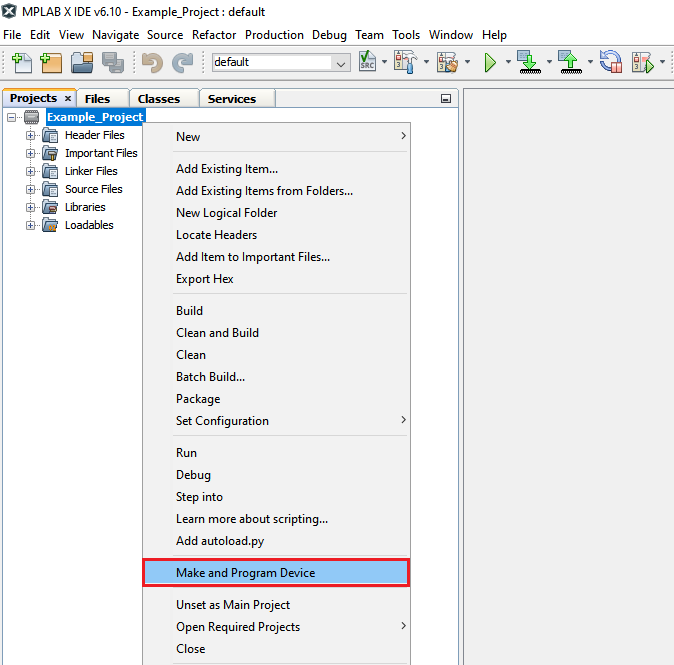 MPLAB X IDE v6.10 - Example_Project : default
File Edit View Navigate Source Refactor Production Debug Team Tools Window Help
default
SRC
Projects × Files Classes Services
Example_Project
Header Files
Important Files
Linker Files
Source Files
Libraries
Loadables
New
Add Existing Item...
Add Existing Items from Folders...
New Logical Folder
Locate Headers
Add Item to Important Files...
Export Hex
Build
Clean and Build
Clean
Batch Build...
Package
Set Configuration
Run
Debug
Step into
Learn more about scripting...
Add autoload.py
Make and Program Device
Unset as Main Project
Open Required Projects
Close